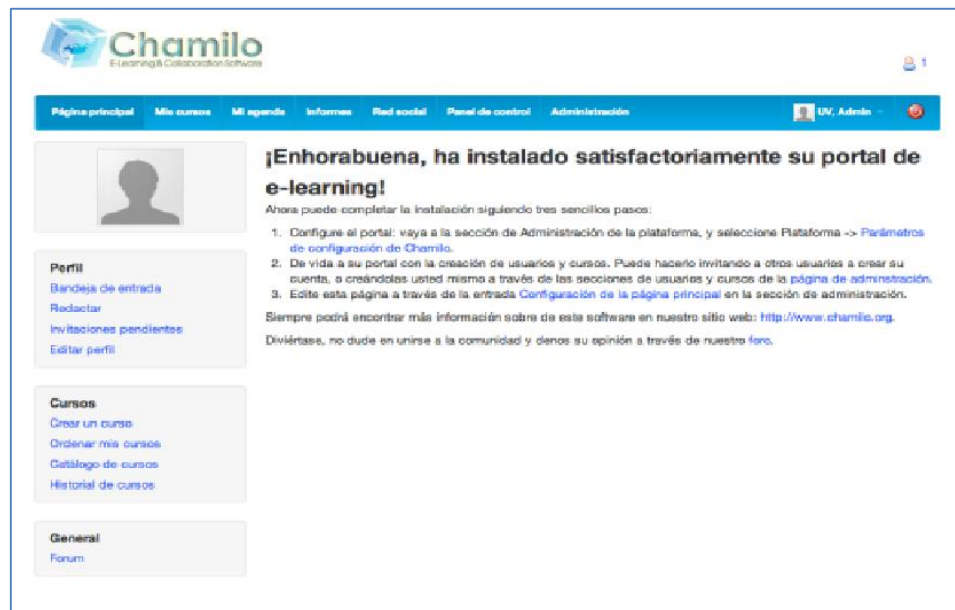 Chamilo
E-Learning & Collaboration Software
1
Página principal Mis cursos Mi agenda Informes Red social Panel de control Administración UV, Admin
¡Enhorabuena, ha instalado satisfactoriamente su portal de
e-learning!
Ahora puede completar la instalación siguiendo tres sencillos pasos:
1. Configure el portal: vaya a la sección de Administración de la plataforma, y seleccione Plataforma -> Parámetros
de configuración de Chamilo.
2. De vida a su portal con la creación de usuarios y cursos. Puede hacerlo invitando a otros usuarios a crear su
cuenta, o creándolas usted mismo a través de las secciones de usuarios y cursos de la página de adminstración.
3. Edite esta página a través de la entrada Configuración de la página principal en la sección de administración.
Siempre podrá encontrar más información sobre de este software en nuestro sitio web: http://www.chamilo.org.
Diviértase, no dude en unirse a la comunidad y denos su opinión a través de nuestro foro.
Perfil
Bandeja de entrada
Redactar
Invitaciones pendientes
Editar perfil
Cursos
Crear un curso
Ordenar mis cursos
Catálogo de cursos
Historial de cursos
General
Forum